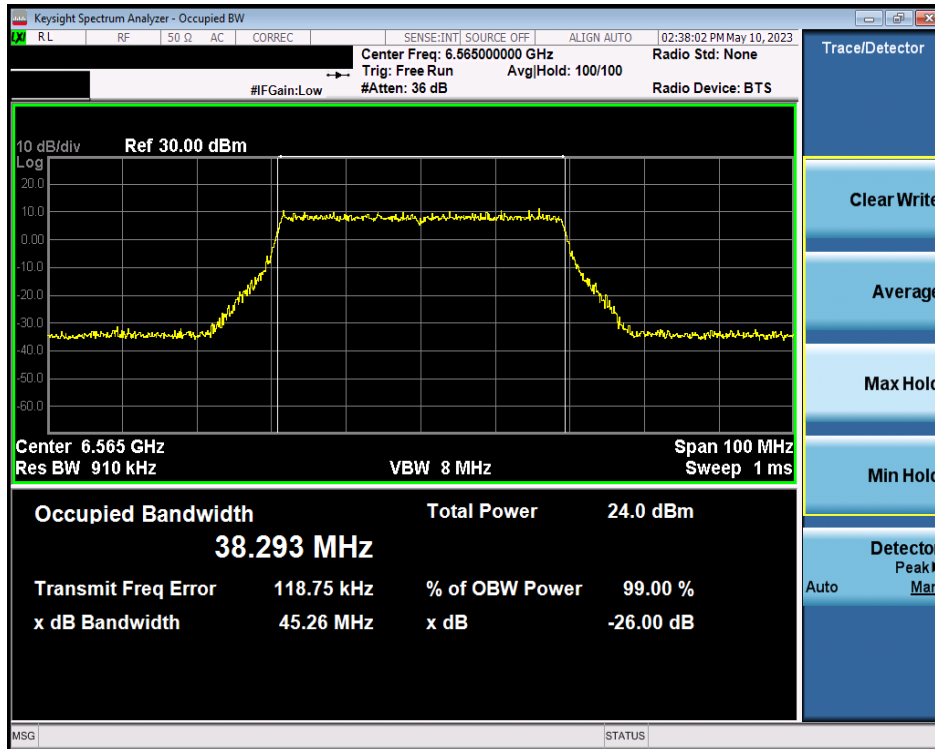 Keysight Spectrum Analyzer - Occupied BW
LXI RL RF 50 Ω AC CORREC SENSE:INT SOURCE OFF ALIGN AUTO 02:38:02 PM May 10, 2023
Center Freq: 6.565000000 GHz Radio Std: None
Trig: Free Run Avg|Hold: 100/100
#IFGain:Low #Atten: 36 dB Radio Device: BTS
10 dB/div Ref 30.00 dBm
Log
20.0
10.0
0.00
-10.0
-20.0
-30.0
-40.0
-50.0
-60.0
Center 6.565 GHz Span 100 MHz
Res BW 910 kHz VBW 8 MHz Sweep 1 ms
Occupied Bandwidth Total Power 24.0 dBm
38.293 MHz
Transmit Freq Error 118.75 kHz % of OBW Power 99.00 %
x dB Bandwidth 45.26 MHz x dB -26.00 dB
Trace/Detector
Clear Write
Average
Max Hold
Min Hold
Detector
Peak
Auto Man
MSG STATUS